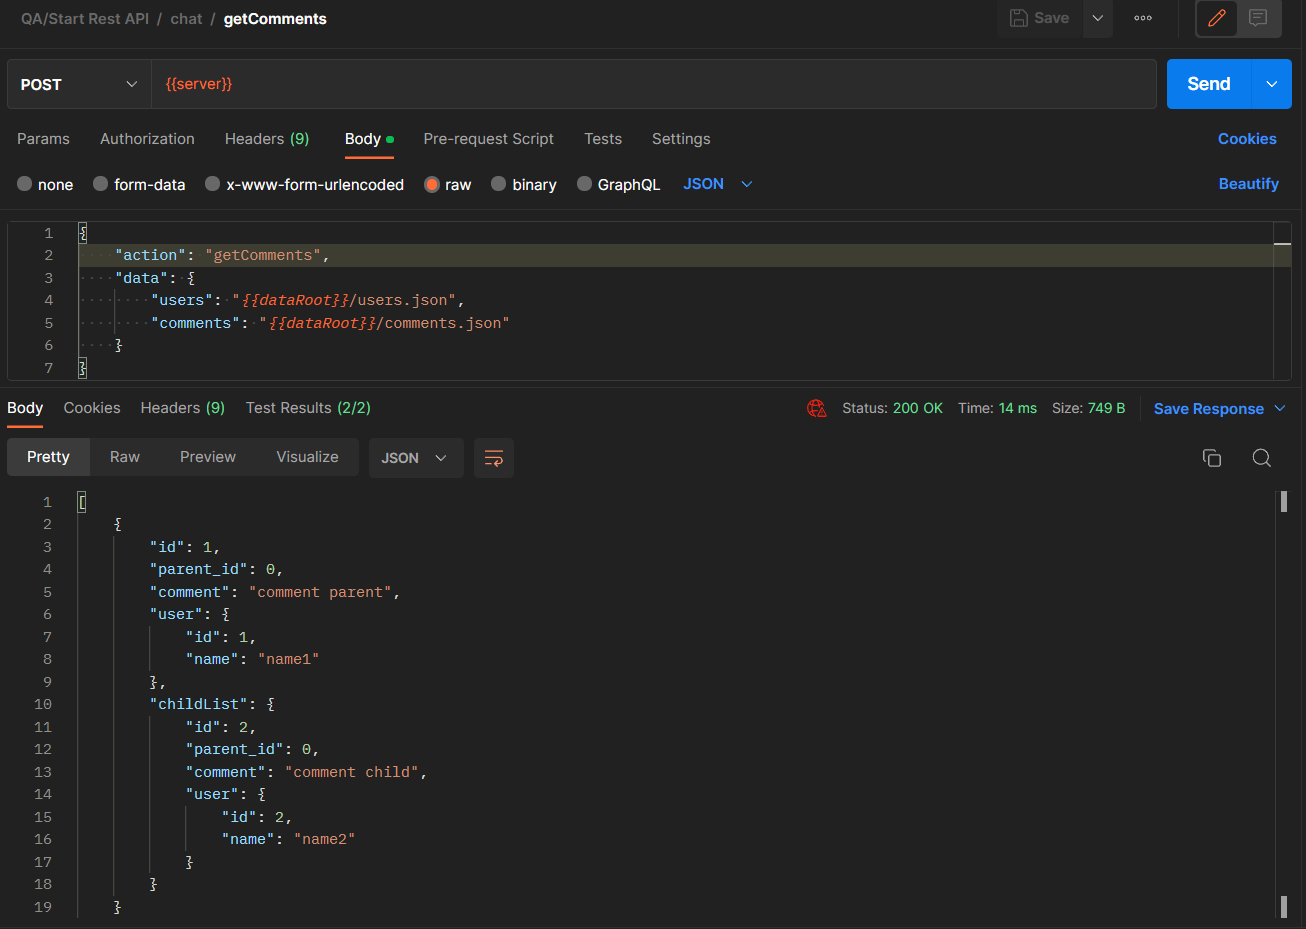 QA/Start Rest API / chat / getComments Save
POST {{server}} Send
Params Authorization Headers (9) Body Pre-request Script Tests Settings Cookies
none form-data x-www-form-urlencoded raw binary GraphQL JSON Beautify
1 {
2 "action": "getComments",
3 "data": {
4 "users": "{{dataRoot}}/users.json",
5 "comments": "{{dataRoot}}/comments.json"
6 }
7 }
Body Cookies Headers (9) Test Results (2/2) Status: 200 OK Time: 14 ms Size: 749 B Save Response
Pretty Raw Preview Visualize JSON
1 [
2 {
3 "id": 1,
4 "parent_id": 0,
5 "comment": "comment parent",
6 "user": {
7 "id": 1,
8 "name": "name1"
9 },
10 "childList": {
11 "id": 2,
12 "parent_id": 0,
13 "comment": "comment child",
14 "user": {
15 "id": 2,
16 "name": "name2"
17 }
18 }
19 }